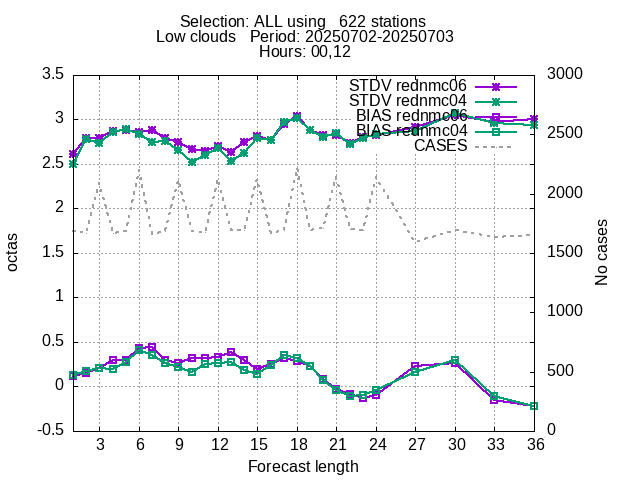 Selection: ALL using   622 stations
Low clouds   Period: 20250702-20250703
Hours: 00,12
3.5
3
2.5
2
1.5
1
0.5
0
-0.5
octas
STDV rednmc06
STDV rednmc04
BIAS rednmc06
BIAS rednmc04
CASES
3000
2500
2000
1500
1000
500
0
No cases
3 6 9 12 15 18 21 24 27 30 33 36
Forecast length